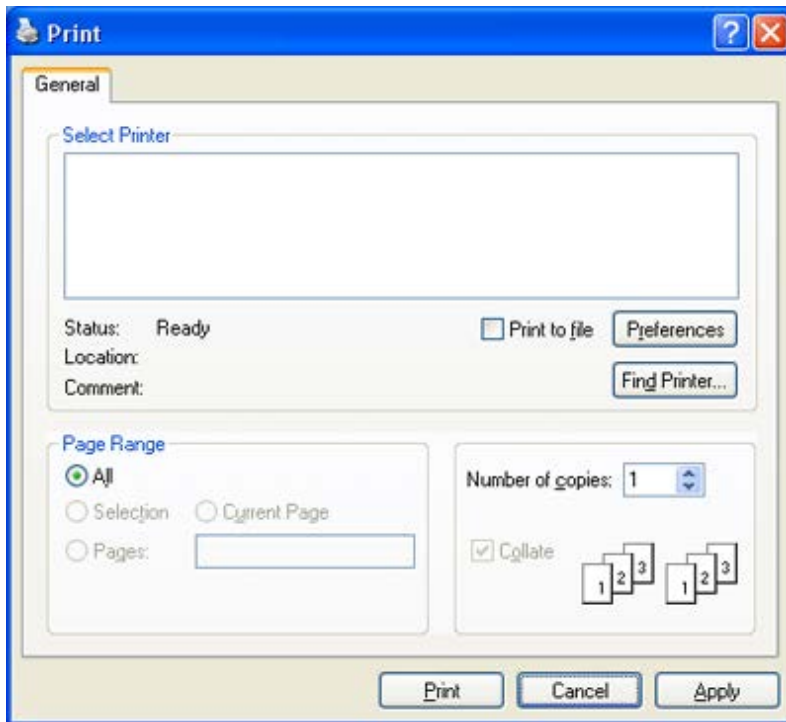 Print
General
Select Printer
Status: Ready
Print to file
Preferences
Location:
Comment:
Find Printer...
Page Range
All
Selection
Current Page
Pages:
Number of copies: 1
Collate
1 2 3 1 2 3
Print Cancel Apply